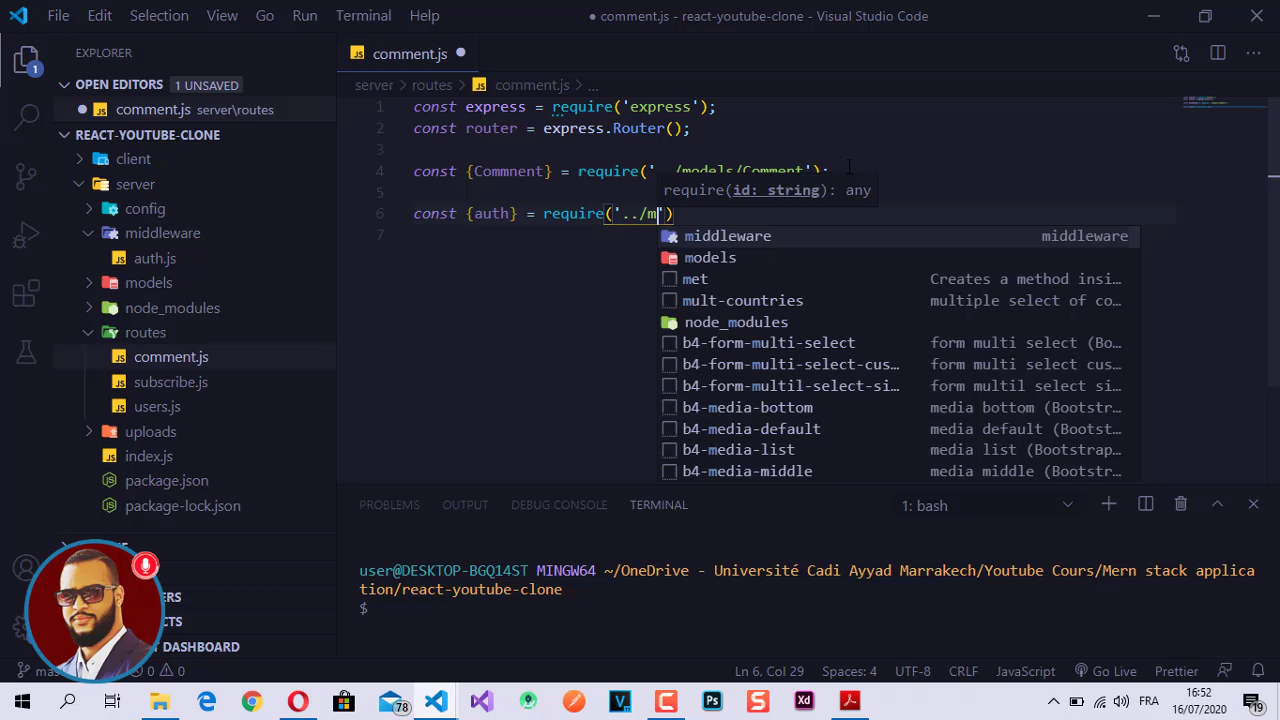 File Edit Selection View Go Run Terminal Help
● comment.js - react-youtube-clone - Visual Studio Code
EXPLORER
OPEN EDITORS 1 UNSAVED
comment.js server\routes
REACT-YOUTUBE-CLONE
client
server
config
middleware
auth.js
models
node_modules
routes
comment.js
subscribe.js
users.js
uploads
index.js
package.json
package-lock.json
T DASHBOARD
1
JS comment.js
server > routes > JS comment.js > ...
1 const express = require('express');
2 const router = express.Router();
3
4 const {Commnent} = require('../models/Comment');
5
6 const {auth} = require('../m')
7
require(id: string): any
middleware middleware
models
met Creates a method insi…
mult-countries multiple select of co…
node_modules
b4-form-multi-select form multi select (Bo…
b4-form-multi-select-cus… form multi select cus…
b4-form-multil-select-si… form multil select si…
b4-media-bottom media bottom (Bootstr…
b4-media-default media default (Bootst…
b4-media-list media list (Bootstrap…
b4-media-middle media middle (Bootstr…
PROBLEMS OUTPUT DEBUG CONSOLE TERMINAL 1: bash
user@DESKTOP-BGQ14ST MINGW64 ~/OneDrive - Université Cadi Ayyad Marrakech/Youtube Cours/Mern stack applica
tion/react-youtube-clone
$
0 0 Ln 6, Col 29 Spaces: 4 UTF-8 CRLF JavaScript Go Live Prettier
78 FRA 16:52
16/07/2020 19